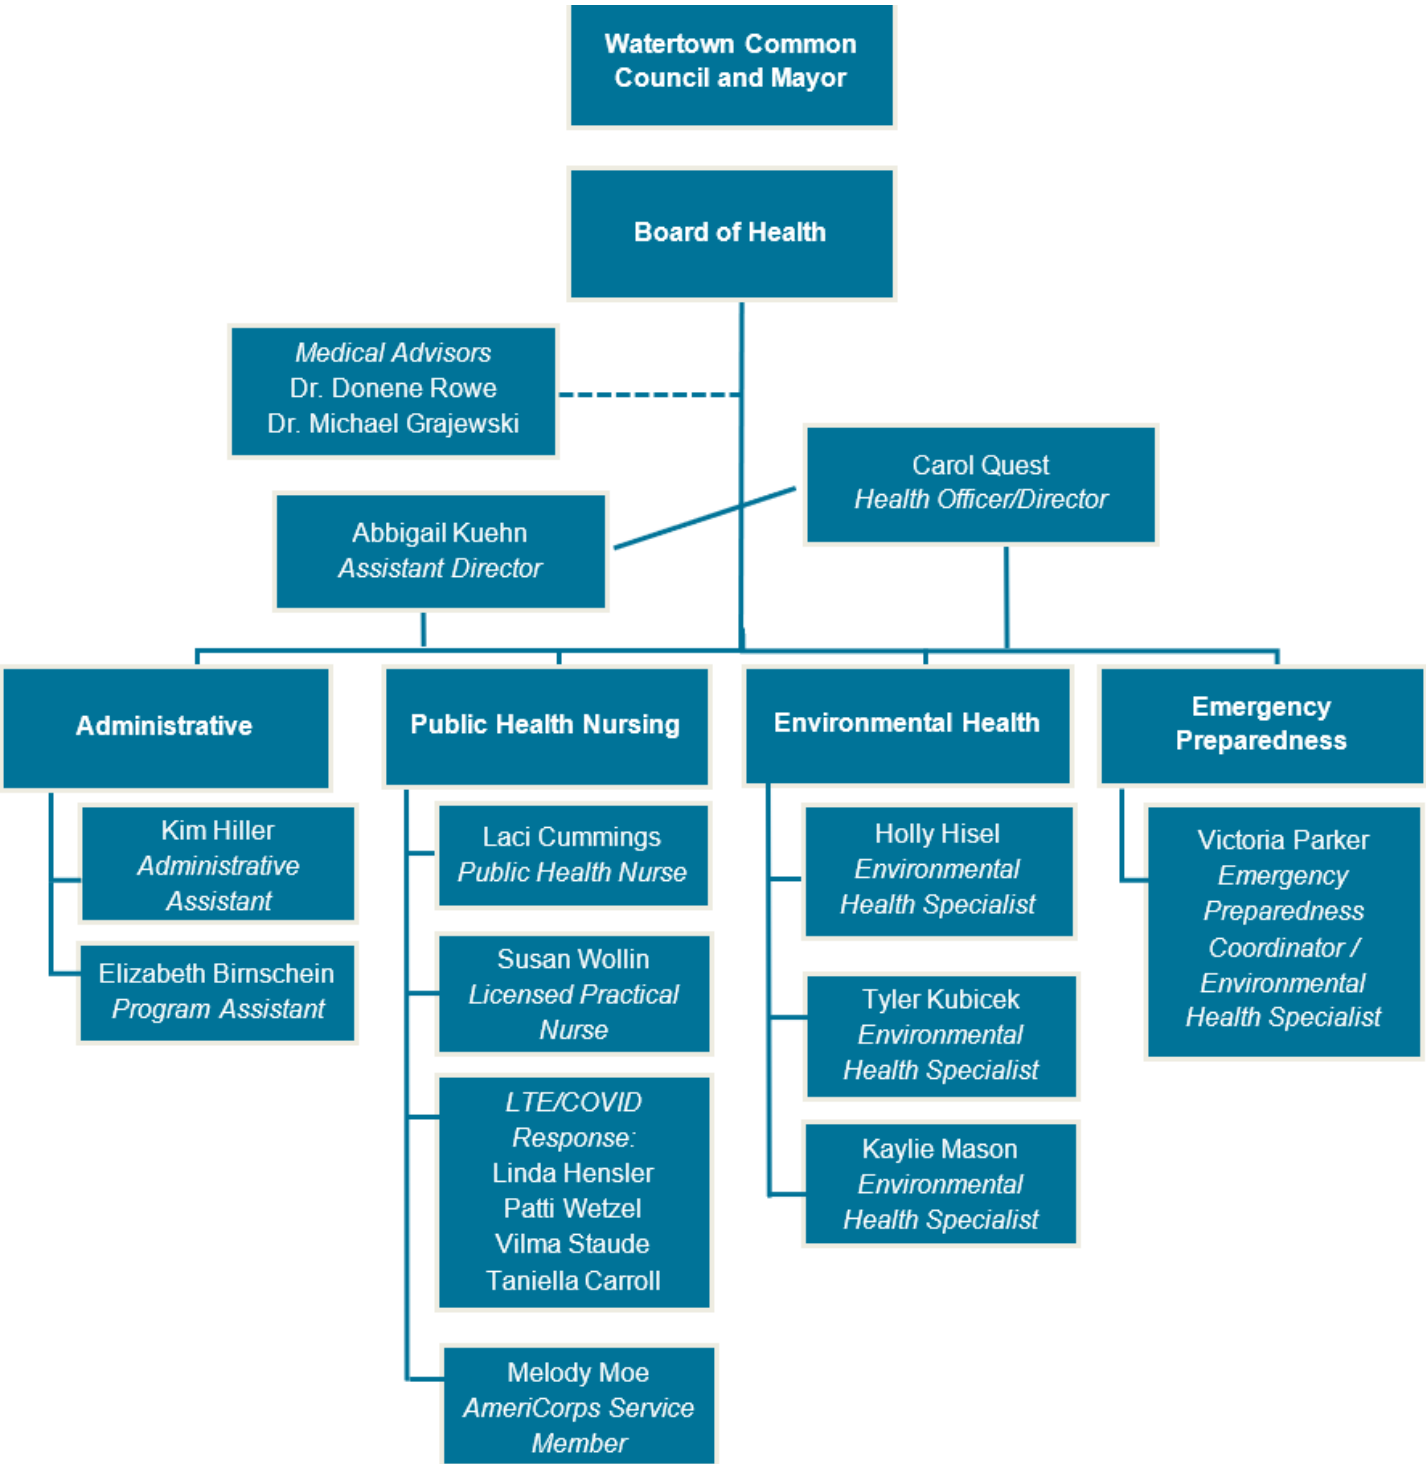 Watertown Common
Council and Mayor
Board of Health
Medical Advisors
Dr. Donene Rowe
Dr. Michael Grajewski
Carol Quest
Health Officer/Director
Abbigail Kuehn
Assistant Director
Administrative
Kim Hiller
Administrative
Assistant
Elizabeth Birnschein
Program Assistant
Public Health Nursing
Laci Cummings
Public Health Nurse
Susan Wollin
Licensed Practical
Nurse
LTE/COVID
Response:
Linda Hensler
Patti Wetzel
Vilma Staude
Taniella Carroll
Melody Moe
AmeriCorps Service
Member
Environmental Health
Holly Hisel
Environmental
Health Specialist
Tyler Kubicek
Environmental
Health Specialist
Kaylie Mason
Environmental
Health Specialist
Emergency
Preparedness
Victoria Parker
Emergency
Preparedness
Coordinator /
Environmental
Health Specialist